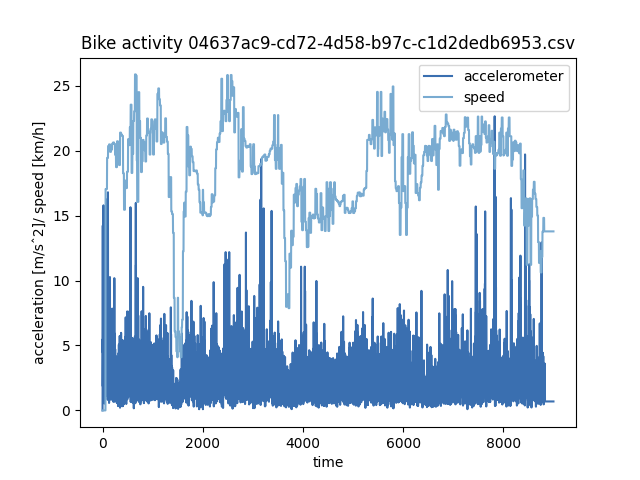 Bike activity 04637ac9-cd72-4d58-b97c-c1d2dedb6953.csv
accelerometer
speed
acceleration [m/s^2]/ speed [km/h]
25
20
15
10
5
0
0 2000 4000 6000 8000
time